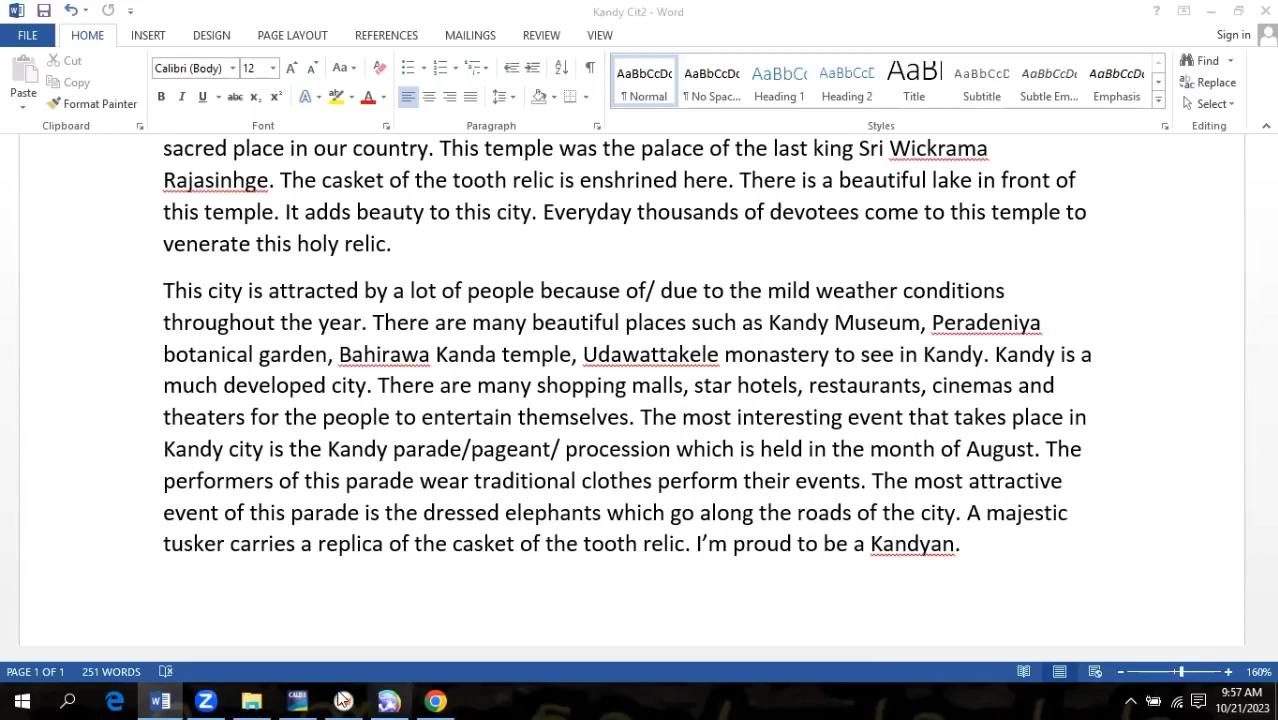 Kandy Cit2 - Word
FILE HOME INSERT DESIGN PAGE LAYOUT REFERENCES MAILINGS REVIEW VIEW Sign in
Cut
Copy
Format Painter
Paste
Calibri (Body) 12
AaBbCcDc AaBbCcDc AaBbCc AaBbCcC AaBl AaBbCcD AaBbCcDc AaBbCcDc
¶ Normal ¶ No Spac... Heading 1 Heading 2 Title Subtitle Subtle Em... Emphasis
Find
Replace
Select
Clipboard Font Paragraph Styles Editing
sacred place in our country. This temple was the palace of the last king Sri Wickrama
Rajasinhge. The casket of the tooth relic is enshrined here. There is a beautiful lake in front of
this temple. It adds beauty to this city. Everyday thousands of devotees come to this temple to
venerate this holy relic.
This city is attracted by a lot of people because of/ due to the mild weather conditions
throughout the year. There are many beautiful places such as Kandy Museum, Peradeniya
botanical garden, Bahirawa Kanda temple, Udawattakele monastery to see in Kandy. Kandy is a
much developed city. There are many shopping malls, star hotels, restaurants, cinemas and
theaters for the people to entertain themselves. The most interesting event that takes place in
Kandy city is the Kandy parade/pageant/ procession which is held in the month of August. The
performers of this parade wear traditional clothes perform their events. The most attractive
event of this parade is the dressed elephants which go along the roads of the city. A majestic
tusker carries a replica of the casket of the tooth relic. I'm proud to be a Kandyan.
PAGE 1 OF 1 251 WORDS 160%
9:57 AM
10/21/2023